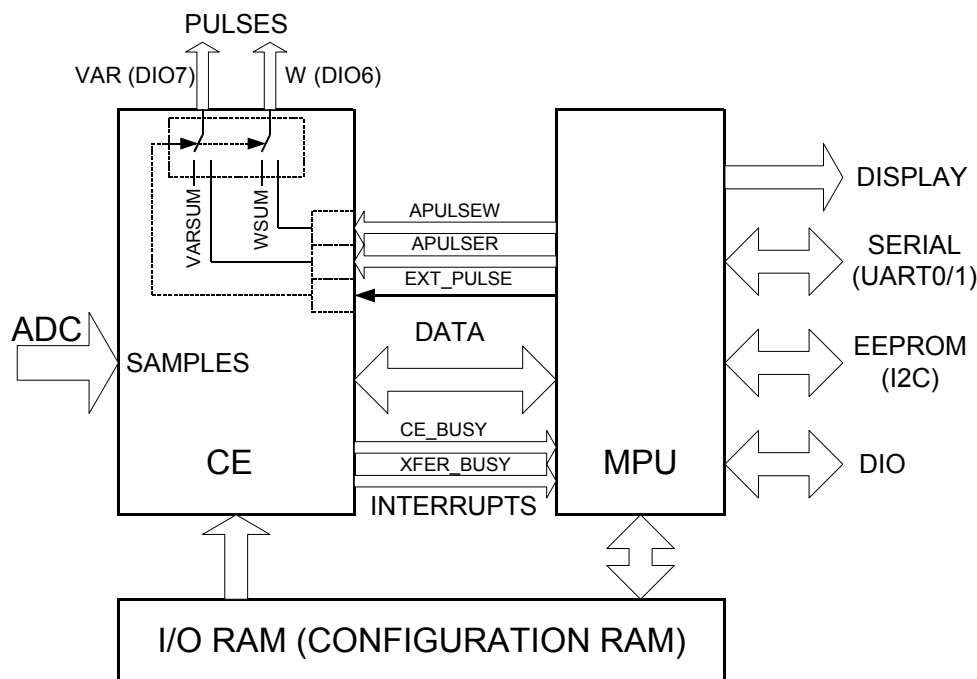 PULSES
VAR (DIO7)
W (DIO6)
VARSUM
WSUM
APULSEW
APULSER
EXT_PULSE
DATA
ADC
SAMPLES
CE
CE_BUSY
XFER_BUSY
INTERRUPTS
MPU
DISPLAY
SERIAL
(UART0/1)
EEPROM
(I2C)
DIO
I/O RAM (CONFIGURATION RAM)